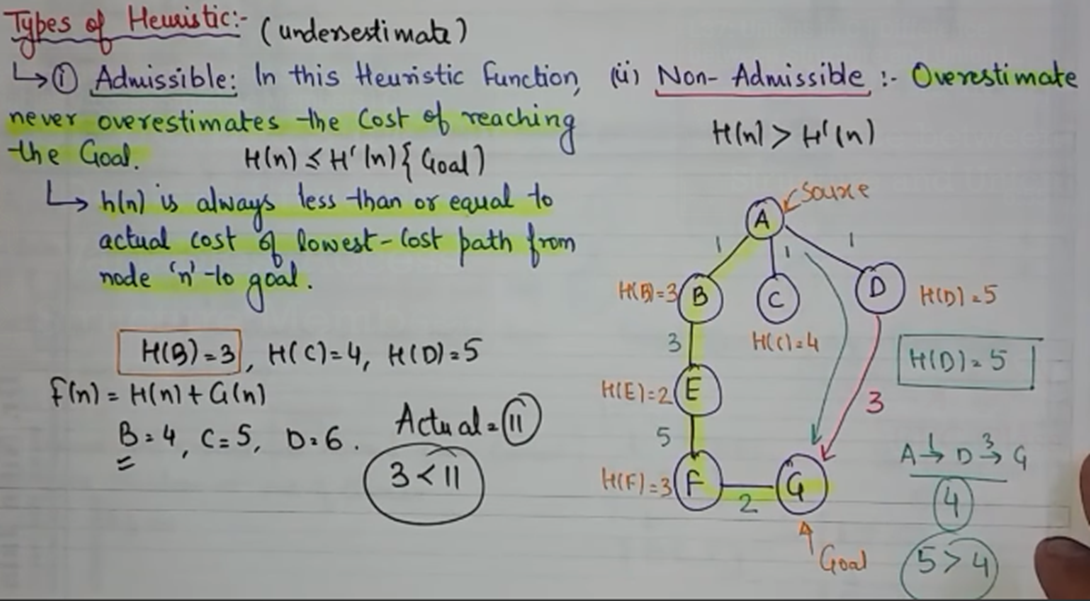 Types of Heuristic:- (underestimate)
↳ ① Admissible: In this Heuristic function,
never overestimates the cost of reaching
the Goal. H(n) ≤ H'(n) { Goal )
↳ h(n) is always less than or equal to
actual cost of lowest-cost path from
node 'n' to goal.
H(B)=3, H(C)=4, H(D)=5
F(n) = H(n) + G(n)
B=4, C=5, D=6.
Actual = 11
3 < 11
(ii) Non-Admissible :- Overestimate
H(n) > H'(n)
Source
A
1 1 1
H(B)=3 B C D H(D)=5
H(C)=4
3
H(E)=2 E
5
3
H(F)=3 F 2 G
Goal
H(D)=5
A 1→ D 3→ G
4
5 > 4